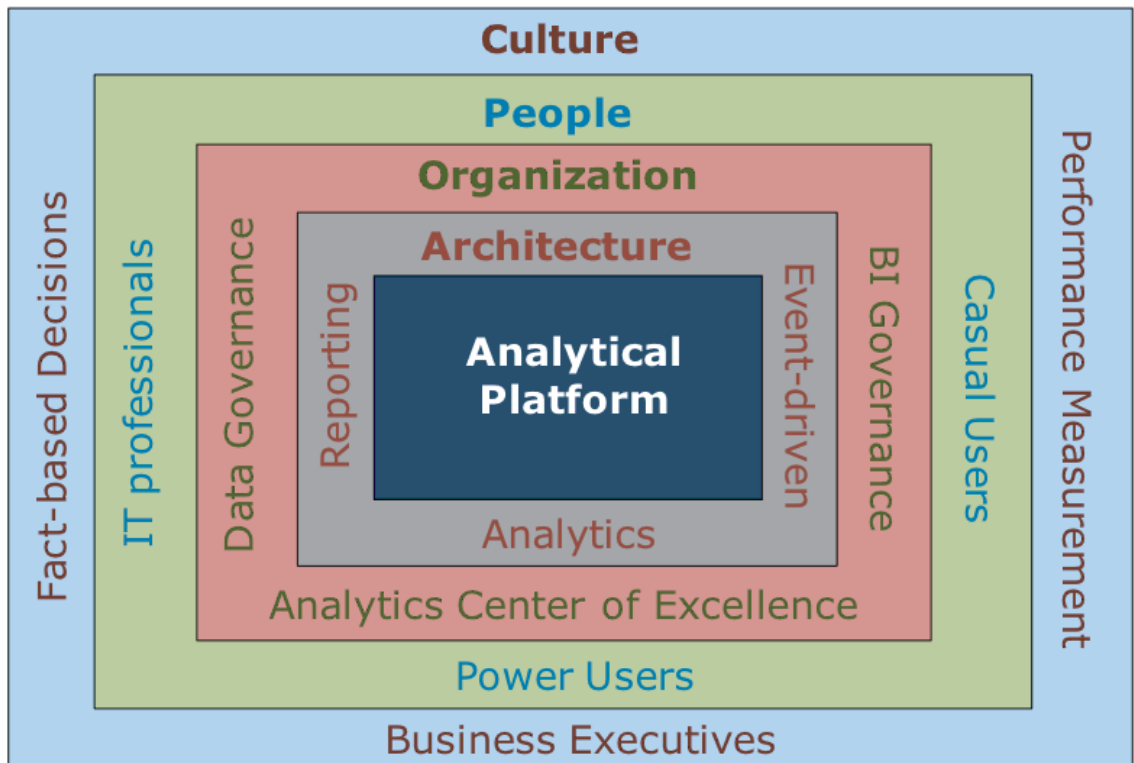 Culture
People
Organization
Architecture
Analytical
Platform
Reporting
Event-driven
Analytics
Data Governance
BI Governance
Analytics Center of Excellence
IT professionals
Casual Users
Power Users
Fact-based Decisions
Performance Measurement
Business Executives